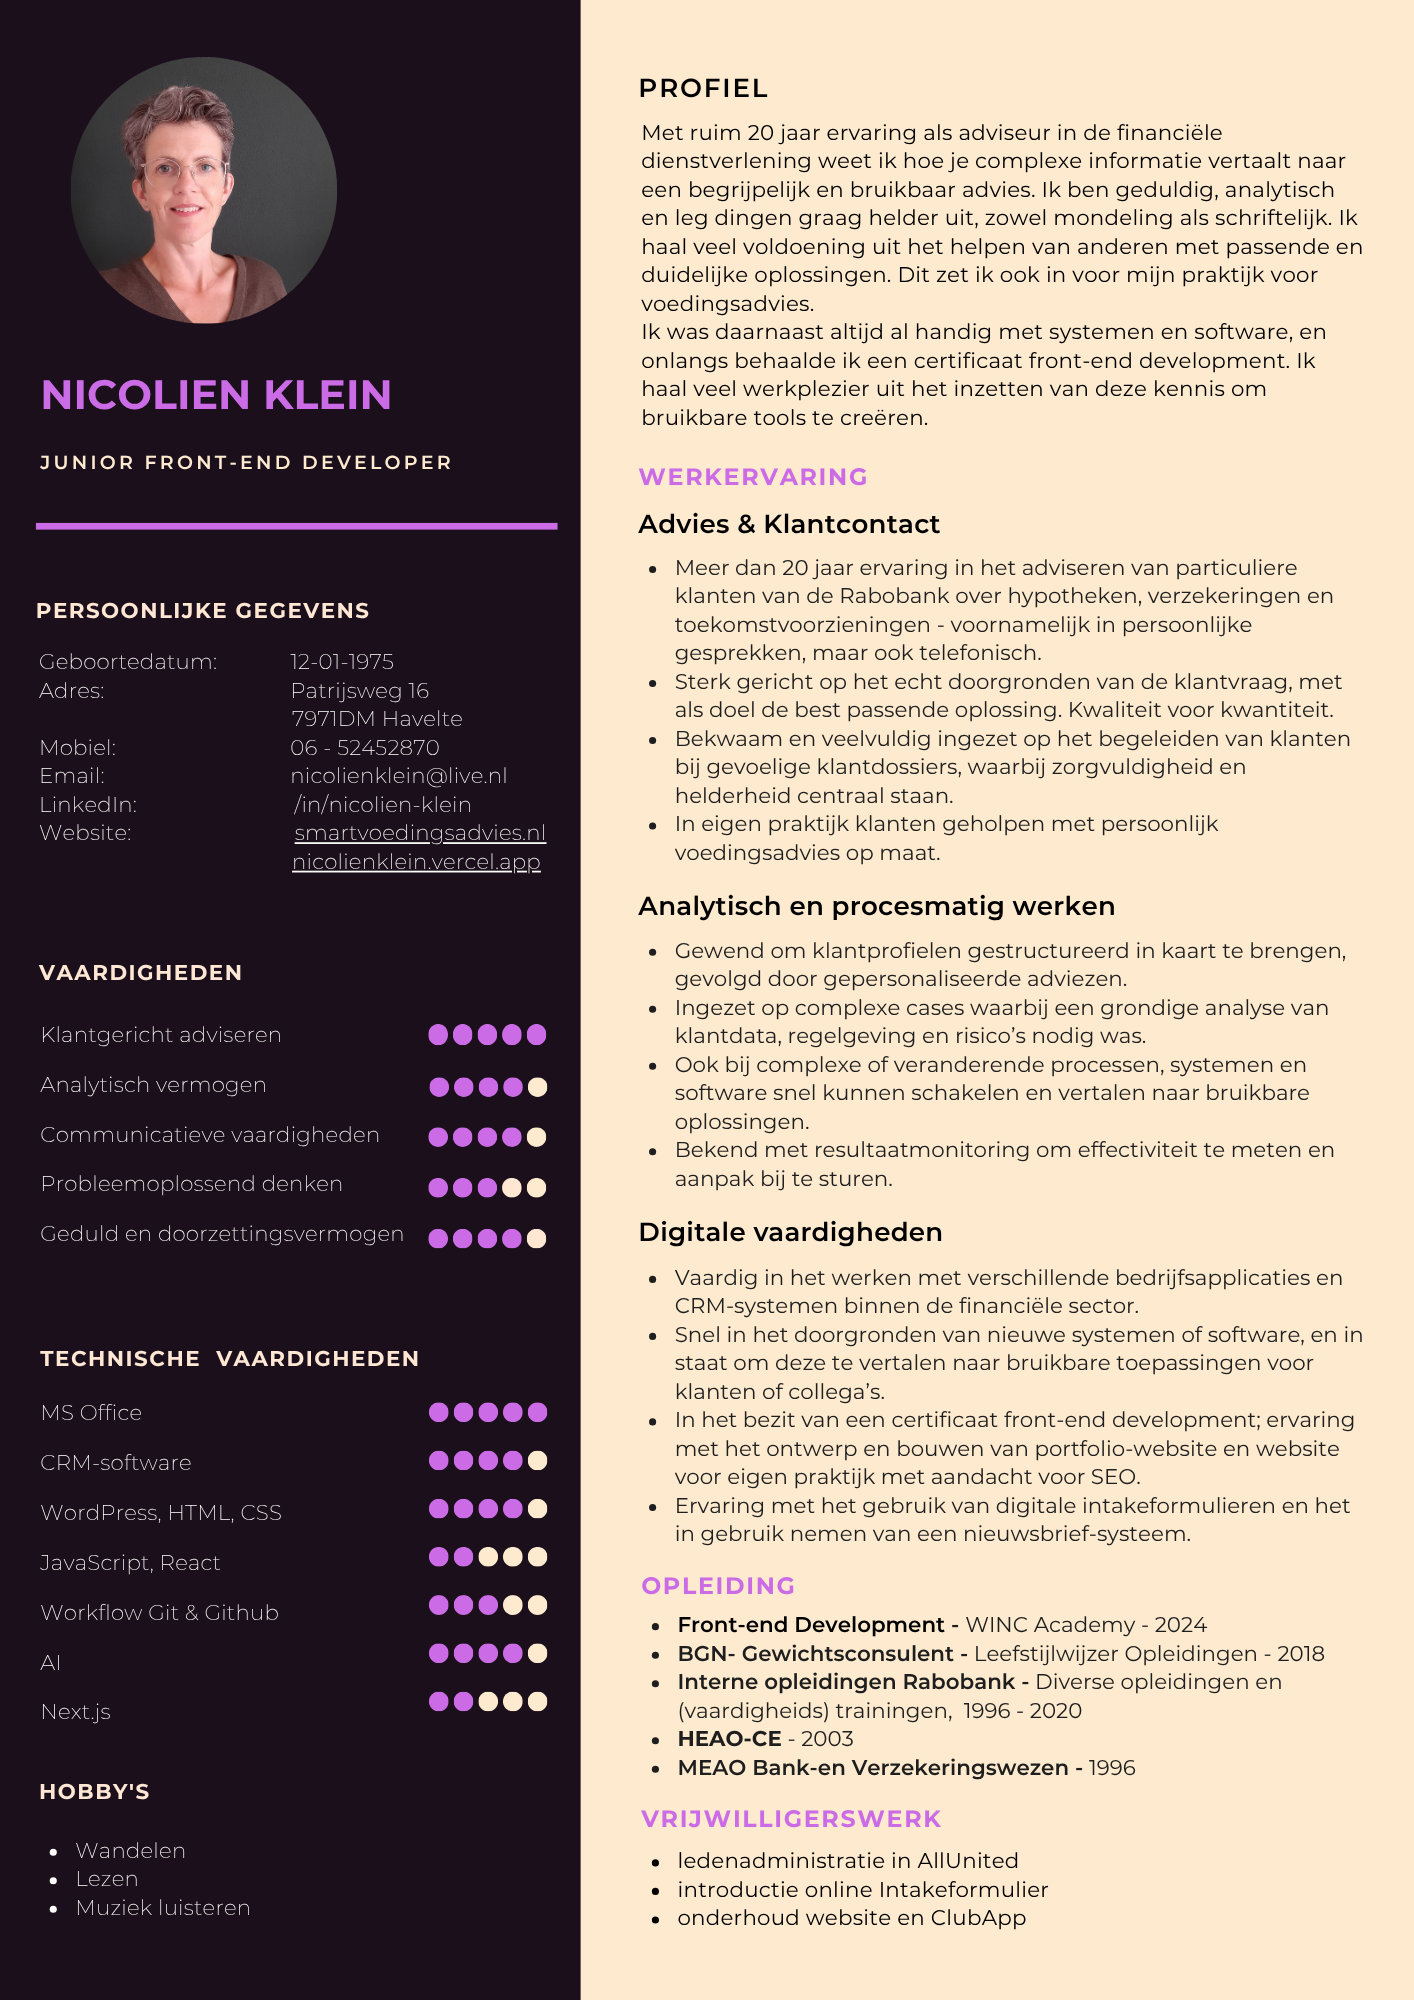 NICOLIEN KLEIN
JUNIOR FRONT-END DEVELOPER
PERSOONLIJKE GEGEVENS
Geboortedatum: 12-01-1975
Adres: Patrijsweg 16
7971DM Havelte
Mobiel: 06 - 52452870
Email: nicolienklein@live.nl
LinkedIn: /in/nicolien-klein
Website: smartvoedingsadvies.nl
nicolienklein.vercel.app
VAARDIGHEDEN
Klantgericht adviseren
Analytisch vermogen
Communicatieve vaardigheden
Probleemoplossend denken
Geduld en doorzettingsvermogen
TECHNISCHE VAARDIGHEDEN
MS Office
CRM-software
WordPress, HTML, CSS
JavaScript, React
Workflow Git & Github
AI
Next.js
HOBBY'S
• Wandelen
• Lezen
• Muziek luisteren
PROFIEL
Met ruim 20 jaar ervaring als adviseur in de financiële
dienstverlening weet ik hoe je complexe informatie vertaalt naar
een begrijpelijk en bruikbaar advies. Ik ben geduldig, analytisch
en leg dingen graag helder uit, zowel mondeling als schriftelijk. Ik
haal veel voldoening uit het helpen van anderen met passende en
duidelijke oplossingen. Dit zet ik ook in voor mijn praktijk voor
voedingsadvies.
Ik was daarnaast altijd al handig met systemen en software, en
onlangs behaalde ik een certificaat front-end development. Ik
haal veel werkplezier uit het inzetten van deze kennis om
bruikbare tools te creëren.
WERKERVARING
Advies & Klantcontact
• Meer dan 20 jaar ervaring in het adviseren van particuliere
klanten van de Rabobank over hypotheken, verzekeringen en
toekomstvoorzieningen - voornamelijk in persoonlijke
gesprekken, maar ook telefonisch.
• Sterk gericht op het echt doorgronden van de klantvraag, met
als doel de best passende oplossing. Kwaliteit voor kwantiteit.
• Bekwaam en veelvuldig ingezet op het begeleiden van klanten
bij gevoelige klantdossiers, waarbij zorgvuldigheid en
helderheid centraal staan.
• In eigen praktijk klanten geholpen met persoonlijk
voedingsadvies op maat.
Analytisch en procesmatig werken
• Gewend om klantprofielen gestructureerd in kaart te brengen,
gevolgd door gepersonaliseerde adviezen.
• Ingezet op complexe cases waarbij een grondige analyse van
klantdata, regelgeving en risico’s nodig was.
• Ook bij complexe of veranderende processen, systemen en
software snel kunnen schakelen en vertalen naar bruikbare
oplossingen.
• Bekend met resultaatmonitoring om effectiviteit te meten en
aanpak bij te sturen.
Digitale vaardigheden
• Vaardig in het werken met verschillende bedrijfsapplicaties en
CRM-systemen binnen de financiële sector.
• Snel in het doorgronden van nieuwe systemen of software, en in
staat om deze te vertalen naar bruikbare toepassingen voor
klanten of collega’s.
• In het bezit van een certificaat front-end development; ervaring
met het ontwerp en bouwen van portfolio-website en website
voor eigen praktijk met aandacht voor SEO.
• Ervaring met het gebruik van digitale intakeformulieren en het
in gebruik nemen van een nieuwsbrief-systeem.
OPLEIDING
• Front-end Development - WINC Academy - 2024
• BGN- Gewichtsconsulent - Leefstijlwijzer Opleidingen - 2018
• Interne opleidingen Rabobank - Diverse opleidingen en
(vaardigheids) trainingen, 1996 - 2020
• HEAO-CE - 2003
• MEAO Bank-en Verzekeringswezen - 1996
VRIJWILLIGERSWERK
• ledenadministratie in AllUnited
• introductie online Intakeformulier
• onderhoud website en ClubApp